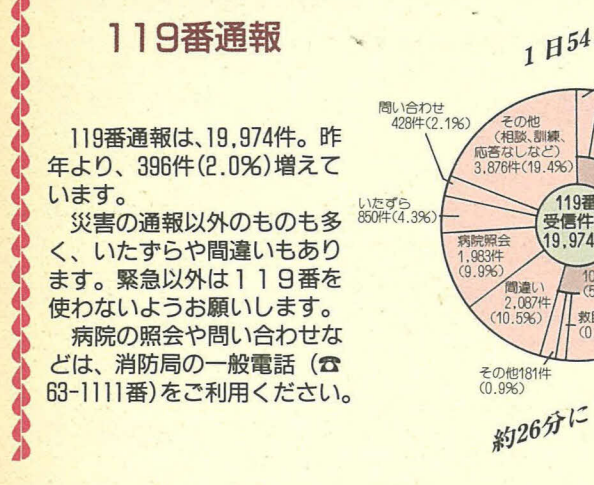 119番通報
119番通報は、19,974件。昨
年より、396件(2.0%)増えて
います。
災害の通報以外のものも多
く、いたずらや間違いもあり
ます。緊急以外は119番を
使わないようお願いします。
病院の照会や問い合わせな
どは、消防局の一般電話(☎
63-1111番)をご利用ください。
1日54
問い合わせ
428件(2.1%)
その他
(相談、訓練、
応答なしなど)
3,876件(19.4%)
いたずら
850件(4.3%)
119番
受信件
19,974
病院照会
1,983件
(9.9%)
間違い
2,087件
(10.5%)
10
(5
救
(0
その他181件
(0.9%)
約26分に